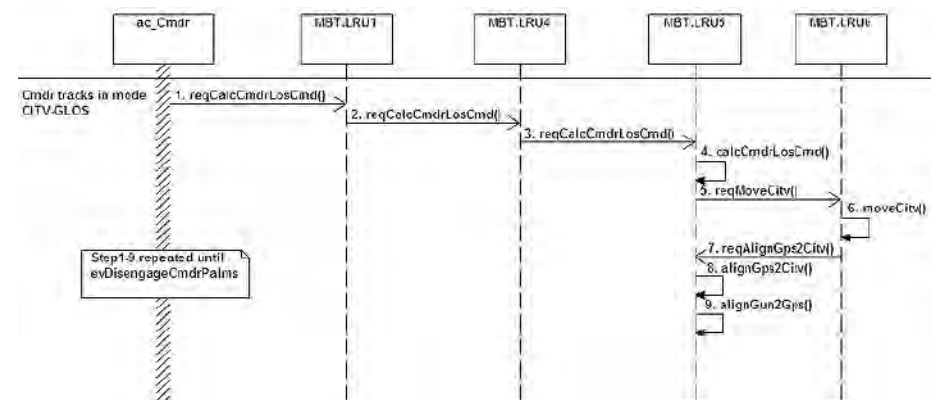 ac_Cmdr
MBT.LRU1
MBT.LRU4
MBT.LRU5
MBT.LRU6
Cmdr tracks in mode
CITV-GLOS
1. reqCalcCmdrLosCmd()
2. reqCalcCmdrLosCmd()
3. reqCalcCmdrLosCmd()
4. calcCmdrLosCmd()
5. reqMoveCitv()
6. moveCitv()
7. reqAlignGps2Citv()
8. alignGps2Citv()
9. alignGun2Gps()
Step1-9 repeated until
evDisengageCmdrPalms